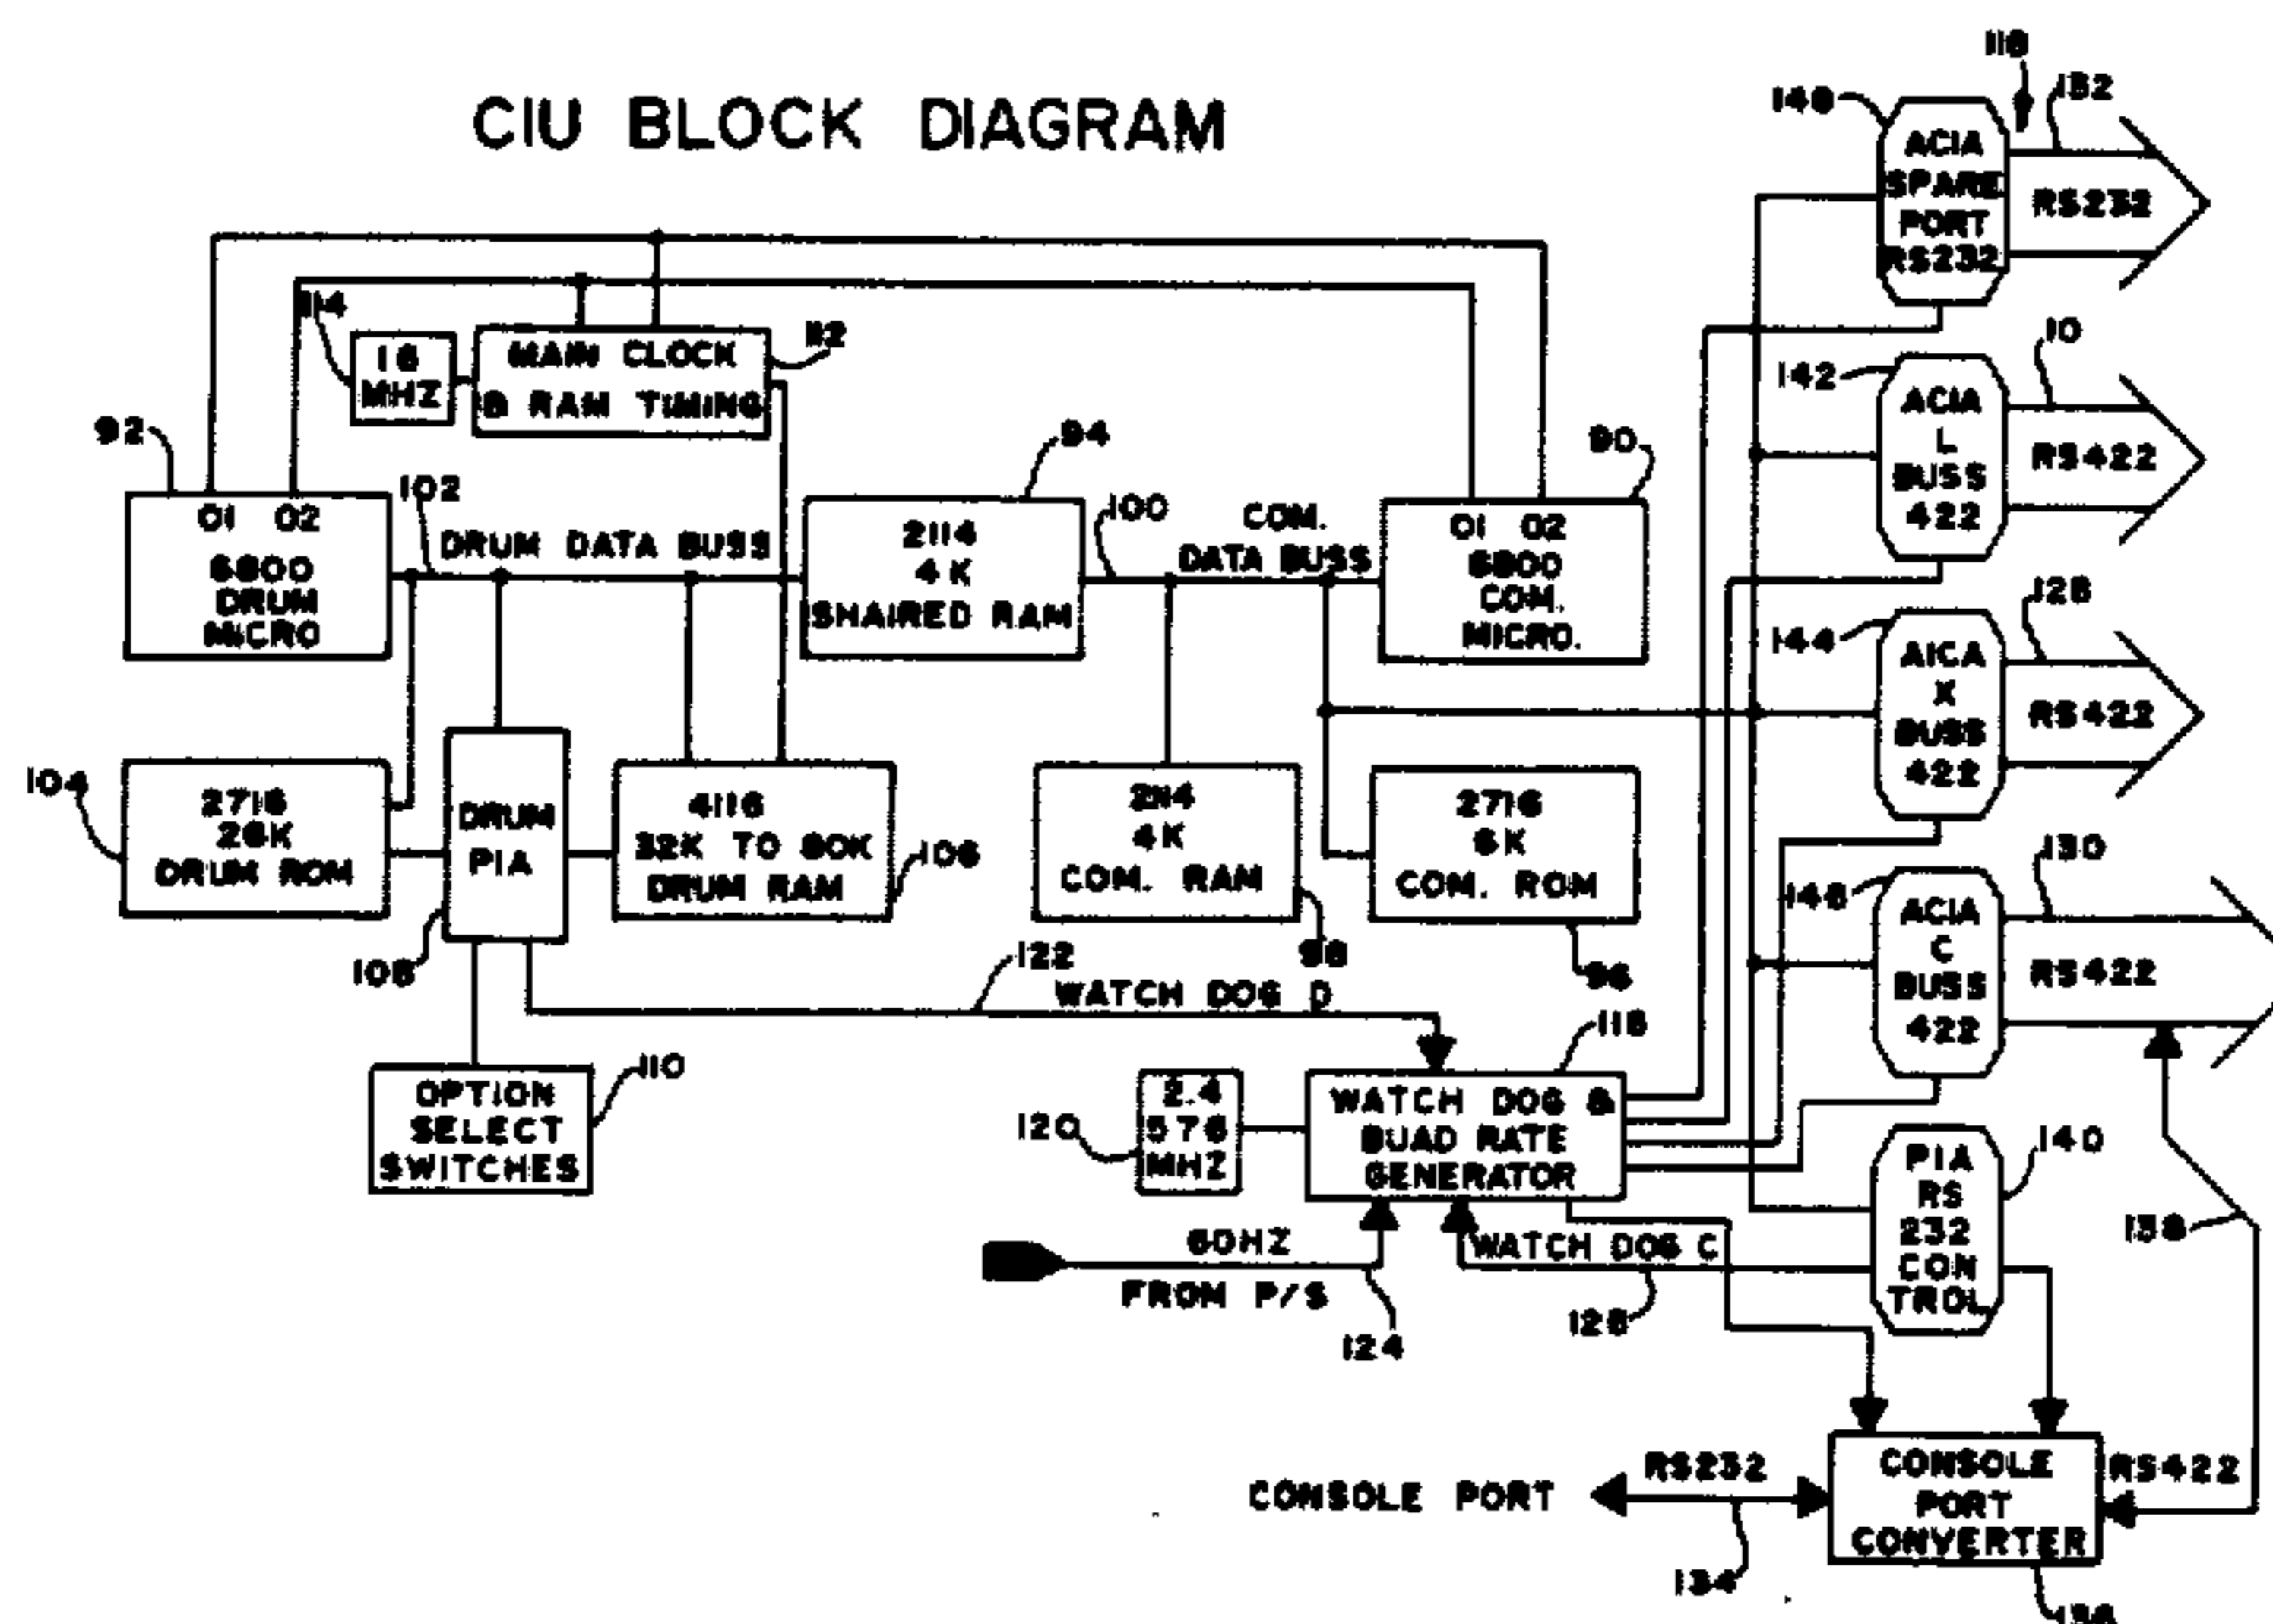 CIU BLOCK DIAGRAM
114
16
MHZ
MAIN CLOCK
& RAM TIMING
112
92
01 02
6800
DRUM
MICRO
102
DRUM DATA BUSS
94
2114
4K
SHAIRED RAM
100
COM.
DATA BUSS
90
01 02
6800
COM.
MICRO.
104
2716
26K
DRUM ROM
DRUM
PIA
108
4116
32K TO 80K
DRUM RAM
106
2114
4K
COM. RAM
98
2716
6K
COM. ROM
96
110
OPTION
SELECT
SWITCHES
122
WATCH DOG D
118
120
2.4
576
MHZ
WATCH DOG &
BUAD RATE
GENERATOR
60HZ
FROM P/S
124
WATCH DOG C
126
148
ACIA
SPARE
PORT
RS232
132
RS232
142
ACIA
L
BUSS
422
10
RS422
144
AICA
X
BUSS
422
128
RS422
146
ACIA
C
BUSS
422
130
RS422
140
PIA
RS
232
CON
TROL
138
CONSOLE PORT
RS232
134
CONSOLE
PORT
CONVERTER
RS422
136